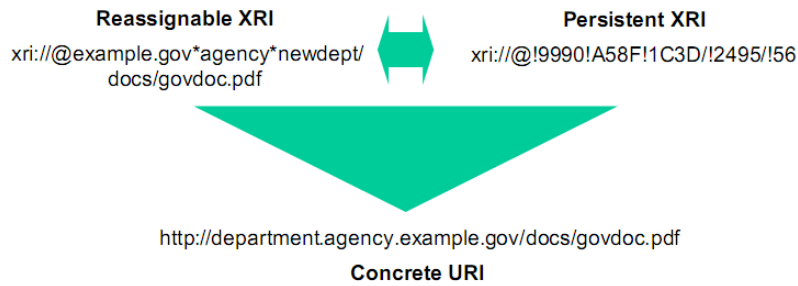 Reassignable XRI
Persistent XRI
xri://@example.gov*agency*newdept/
docs/govdoc.pdf
xri://@!9990!A58F!1C3D/!2495/!56
http://department.agency.example.gov/docs/govdoc.pdf
Concrete URI